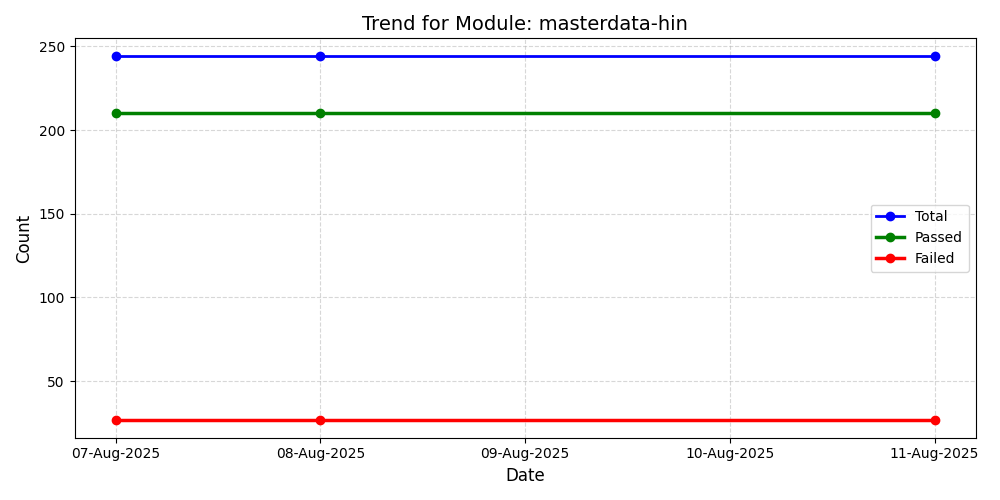 Trend for Module: masterdata-hin
250
200
150
100
50
Count
Total
Passed
Failed
07-Aug-2025 08-Aug-2025 09-Aug-2025 10-Aug-2025 11-Aug-2025
Date